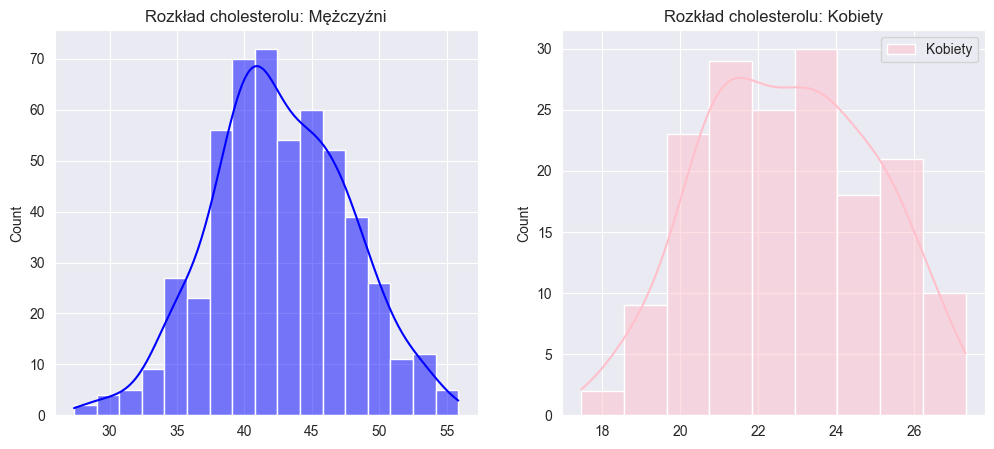 Rozkład cholesterolu: Mężczyźni
Count
70
60
50
40
30
20
10
0
30 35 40 45 50 55
Rozkład cholesterolu: Kobiety
Kobiety
Count
30
25
20
15
10
5
0
18 20 22 24 26